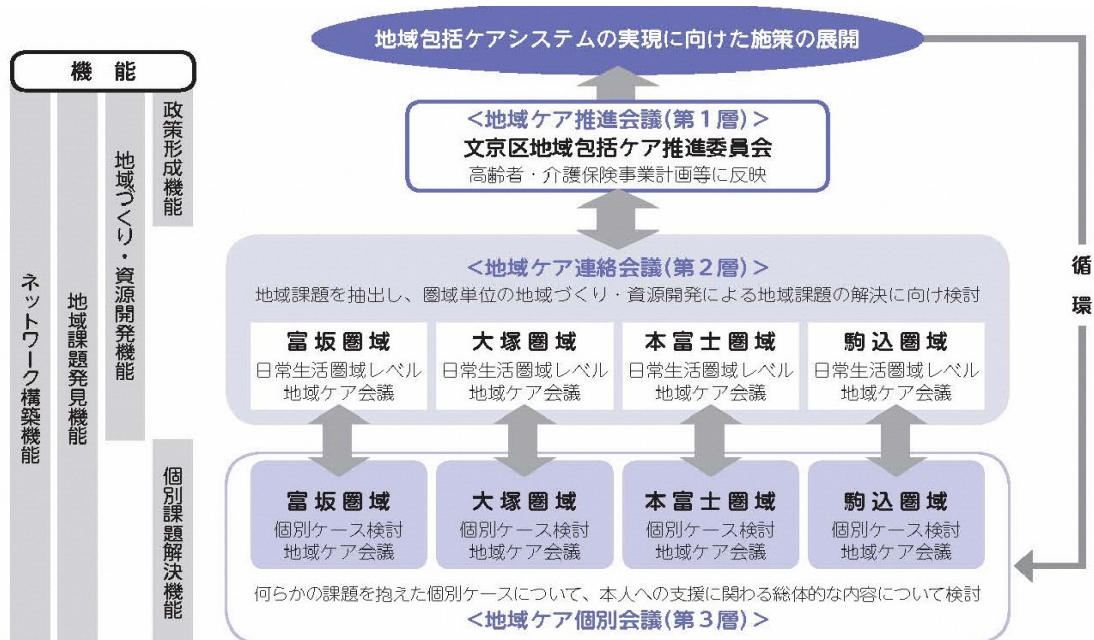 地域包括ケアシステムの実現に向けた施策の展開
機能
政策形成機能
地域づくり・資源開発機能
地域課題発見機能
ネットワーク構築機能
個別課題解決機能
＜地域ケア推進会議(第１層)＞
文京区地域包括ケア推進委員会
高齢者・介護保険事業計画等に反映
＜地域ケア連絡会議(第２層)＞
地域課題を抽出し、圏域単位の地域づくり・資源開発による地域課題の解決に向け検討
富坂圏域
日常生活圏域レベル
地域ケア会議
大塚圏域
日常生活圏域レベル
地域ケア会議
本富士圏域
日常生活圏域レベル
地域ケア会議
駒込圏域
日常生活圏域レベル
地域ケア会議
富坂圏域
個別ケース検討
地域ケア会議
大塚圏域
個別ケース検討
地域ケア会議
本富士圏域
個別ケース検討
地域ケア会議
駒込圏域
個別ケース検討
地域ケア会議
何らかの課題を抱えた個別ケースについて、本人への支援に関わる総体的な内容について検討
＜地域ケア個別会議(第３層)＞
循環